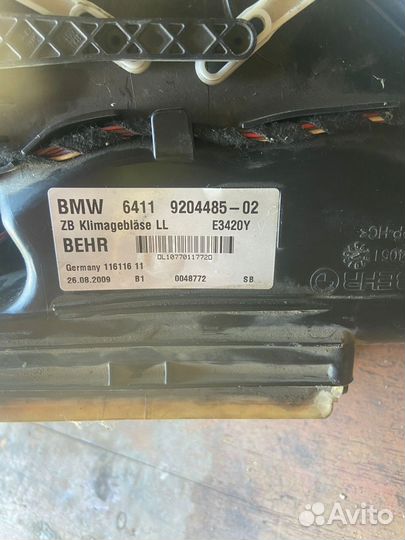 BMW 6411 9204485-02
ZB Klimagebläse LL E3420Y
BEHR
Germany 116116 11
26.08.2009 B1 0048772 SB
BEHR
Avito